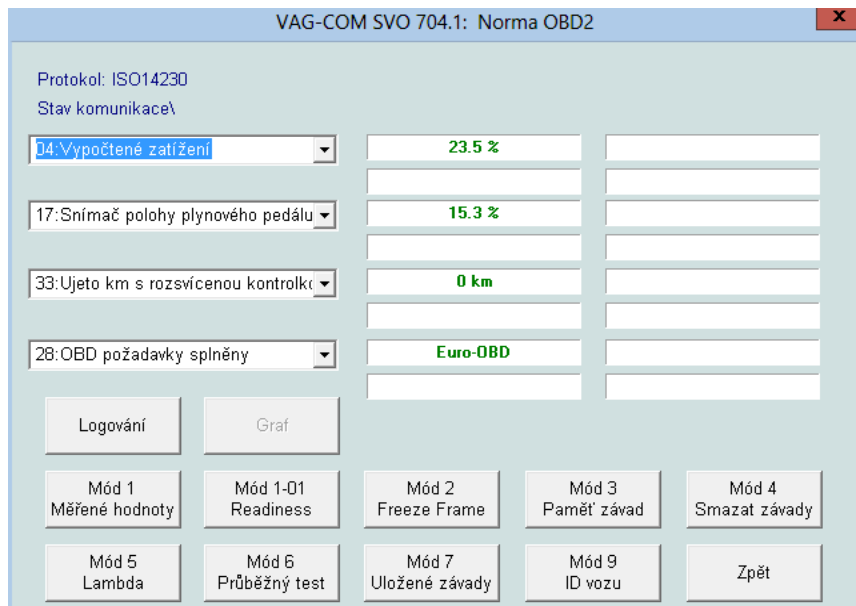 VAG-COM SVO 704.1: Norma OBD2
x
Protokol: ISO14230
Stav komunikace\
04:Vypočtené zatížení
23.5 %
17:Snímač polohy plynového pedálu
15.3 %
33:Ujeto km s rozsvícenou
0 km
28:OBD požadavky splněny
Euro-OBD
Logování
Graf
Mód 1
Měřené hodnoty
Mód 1-01
Readiness
Mód 2
Freeze Frame
Mód 3
Paměť závad
Mód 4
Smazat závady
Mód 5
Lambda
Mód 6
Průběžný test
Mód 7
Uložené závady
Mód 9
ID vozu
Zpět